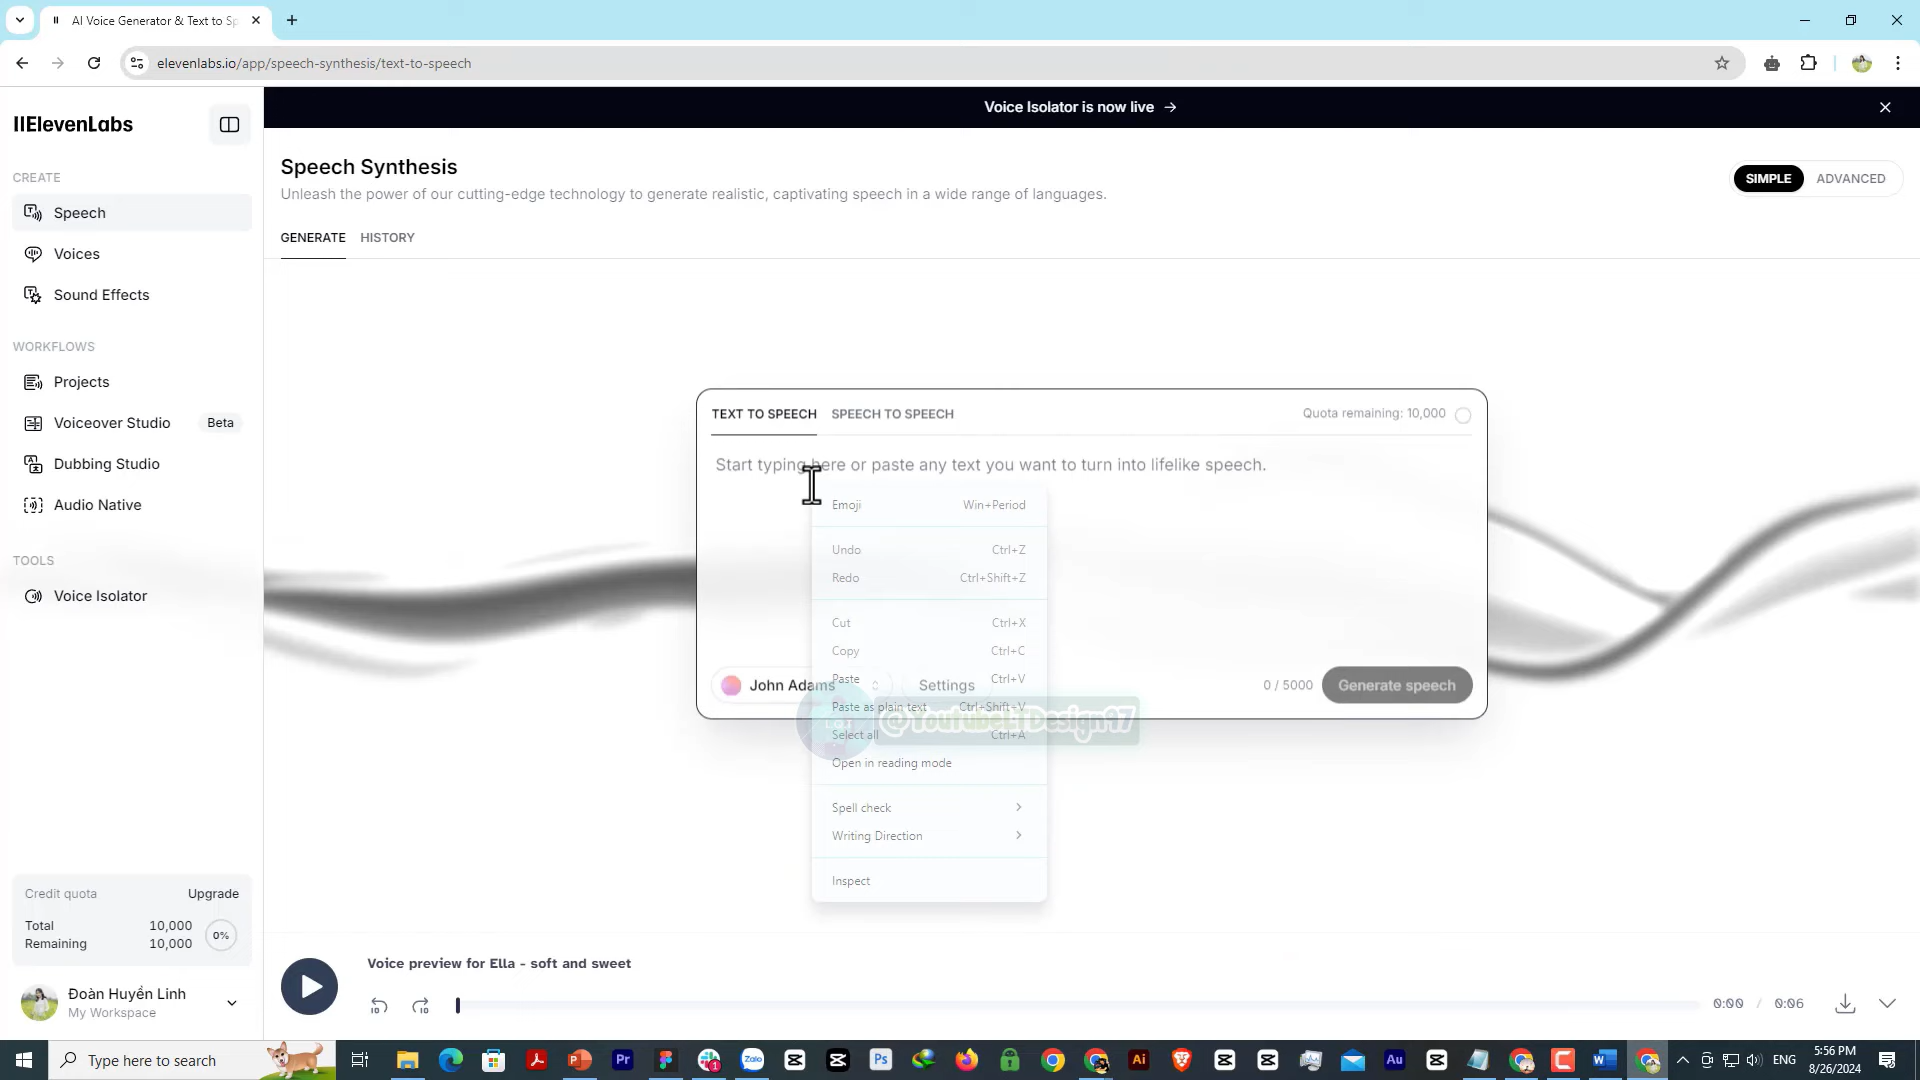 AI Voice Generator & Text to Sp
elevenlabs.io/app/speech-synthesis/text-to-speech
Voice Isolator is now live →
IIElevenLabs
CREATE
Speech
Voices
Sound Effects
WORKFLOWS
Projects
Voiceover Studio Beta
Dubbing Studio
Audio Native
TOOLS
Voice Isolator
Credit quota Upgrade
Total 10,000
Remaining 10,000
0%
Đoàn Huyền Linh
My Workspace
Speech Synthesis
Unleash the power of our cutting-edge technology to generate realistic, captivating speech in a wide range of languages.
SIMPLE ADVANCED
GENERATE HISTORY
TEXT TO SPEECH SPEECH TO SPEECH Quota remaining: 10,000
Start typing here or paste any text you want to turn into lifelike speech.
Emoji Win+Period
Undo Ctrl+Z
Redo Ctrl+Shift+Z
Cut Ctrl+X
Copy Ctrl+C
Paste Ctrl+V
Paste as plain text Ctrl+Shift+V
Select all Ctrl+A
Open in reading mode
Spell check
Writing Direction
Inspect
John Adams Settings 0 / 5000 Generate speech
@YoutubeLTDesign97
Voice preview for Ella - soft and sweet
0:00 / 0:06
Type here to search
ENG
5:56 PM
8/26/2024